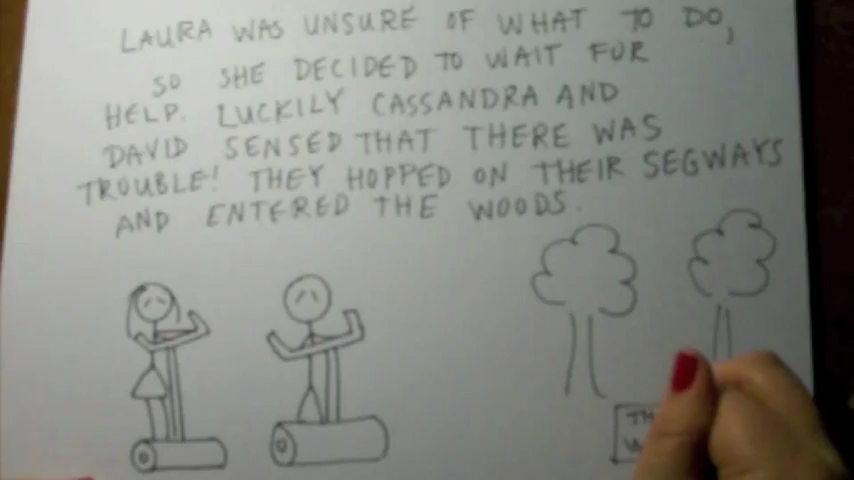 LAURA WAS UNSURE OF WHAT TO DO,
SO SHE DECIDED TO WAIT FOR
HELP. LUCKILY CASSANDRA AND
DAVID SENSED THAT THERE WAS
TROUBLE! THEY HOPPED ON THEIR SEGWAYS
AND ENTERED THE WOODS.